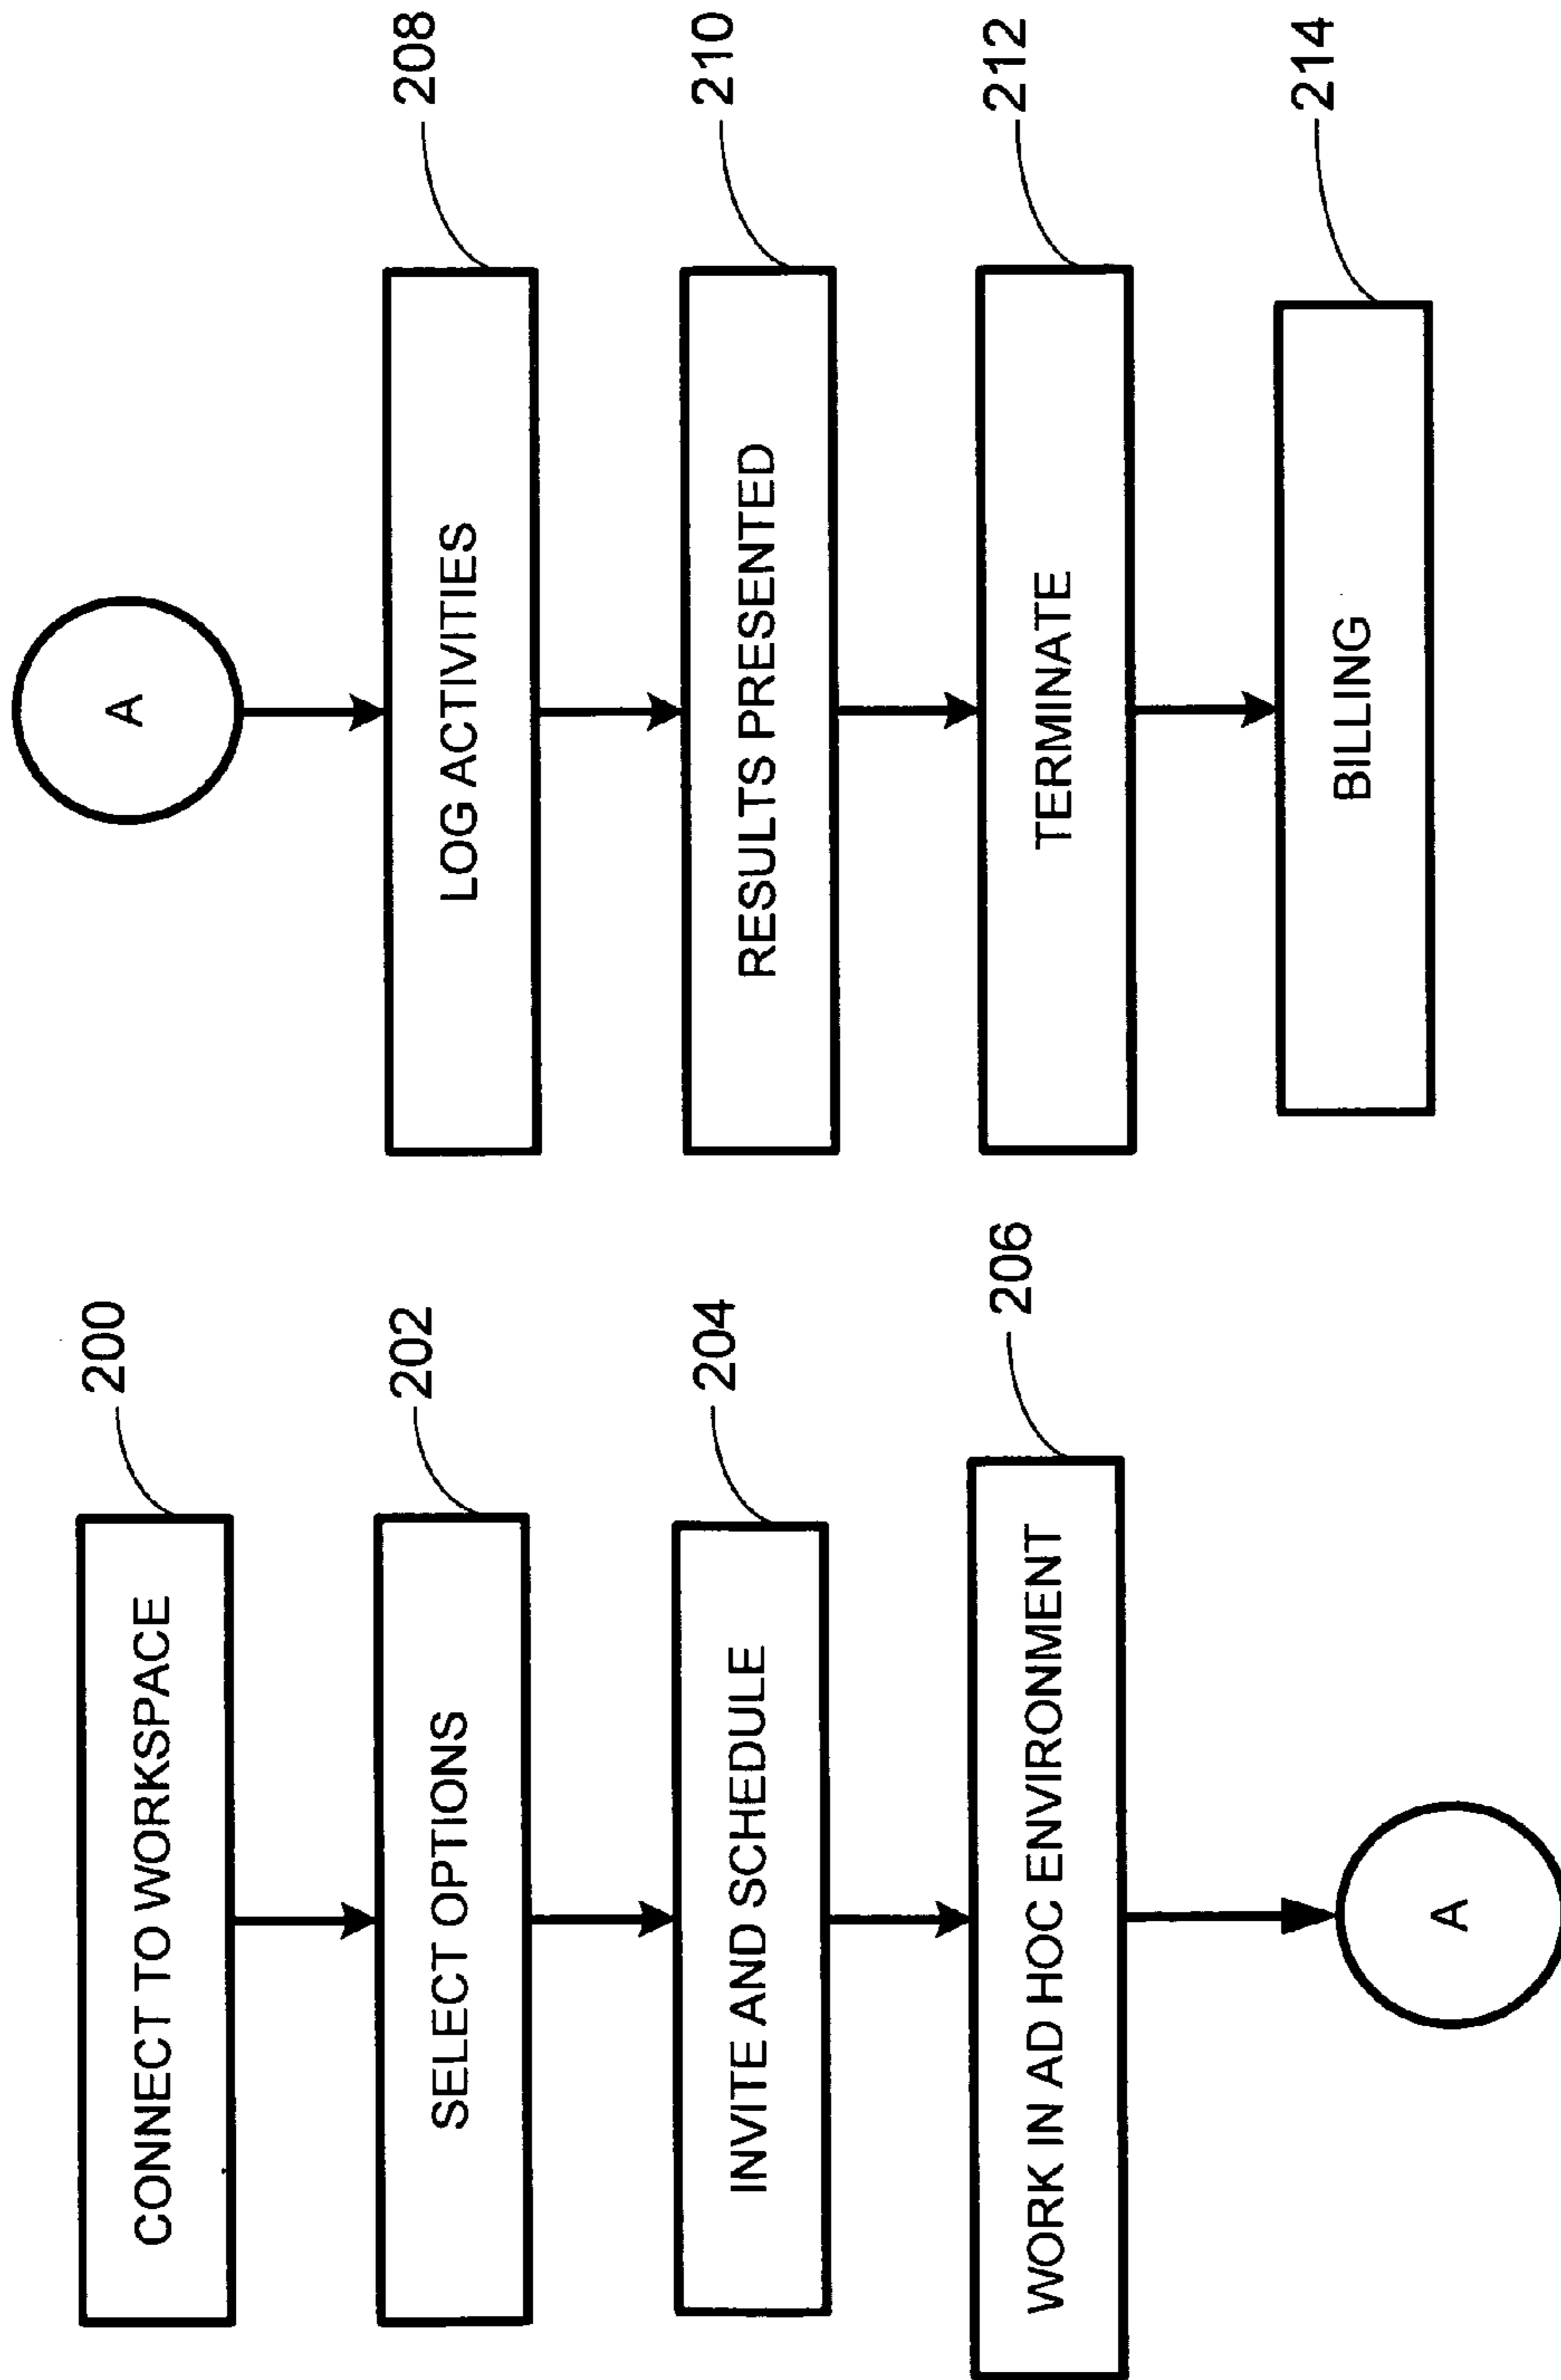 200
CONNECT TO WORKSPACE
202
SELECT OPTIONS
204
INVITE AND SCHEDULE
206
WORK IN AD HOC ENVIRONMENT
A
A
208
LOG ACTIVITIES
210
RESULTS PRESENTED
212
TERMINATE
214
BILLING